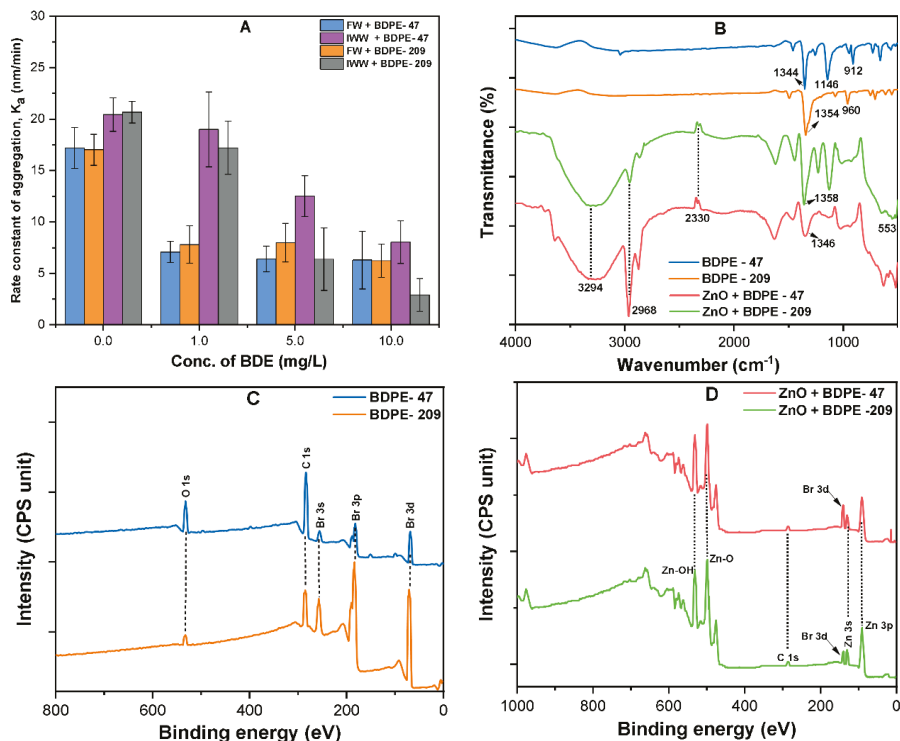 A
FW + BDPE- 47
IWW + BDPE- 47
FW + BDPE - 209
IWW + BDPE- 209
Rate constant of aggregation, Ka (nm/min)
30
25
20
15
10
5
0
0.0 1.0 5.0 10.0
Conc. of BDE (mg/L)
B
Transmittance (%)
1344 1146 912
1354 960
2330 1358 553
1346
3294 2968
BDPE - 47
BDPE - 209
ZnO + BDPE - 47
ZnO + BDPE - 209
4000 3000 2000 1000 500
Wavenumber (cm-1)
C
BDPE- 47
BDPE- 209
Intensity (CPS unit)
O 1s
C 1s
Br 3s
Br 3p
Br 3d
800 600 400 200 0
Binding energy (eV)
D
ZnO + BDPE- 47
ZnO + BDPE -209
Intensity (CPS unit)
Br 3d
Zn-OH Zn-O
C 1s
Br 3d
Zn 3s
Zn 3p
1000 800 600 400 200 0
Binding energy (eV)